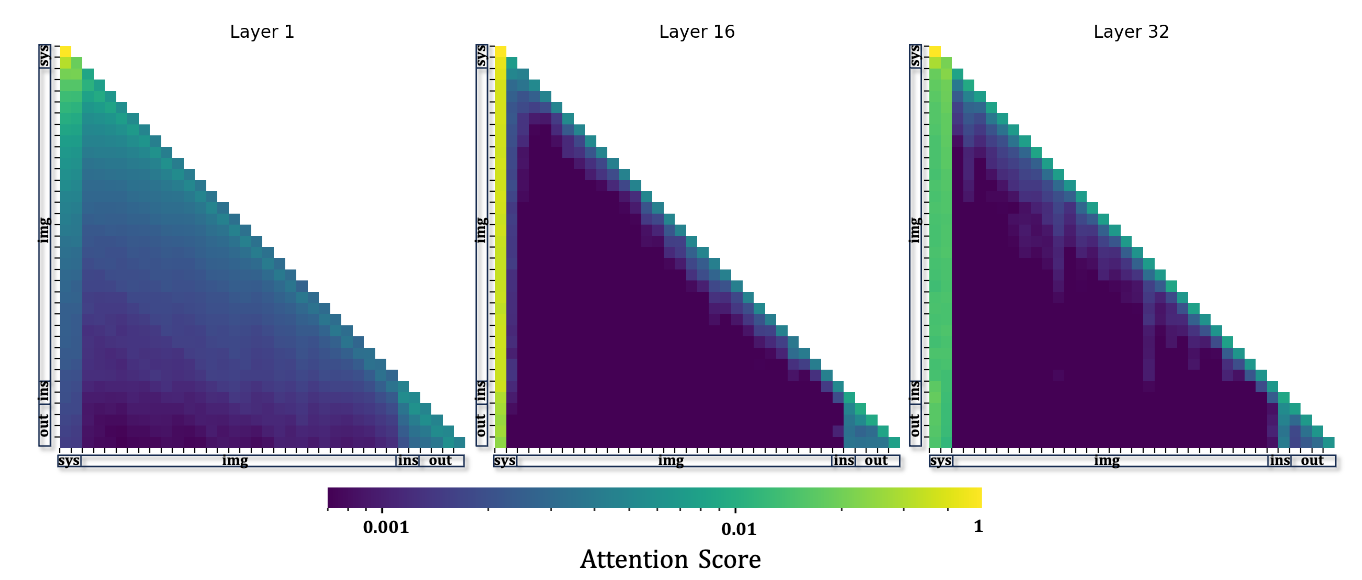 Layer 1
Layer 16
Layer 32
sys
img
ins
out
sys
img
ins
out
sys
img
ins
out
sys img ins out
sys img ins out
sys img ins out
0.001 0.01 1
Attention Score